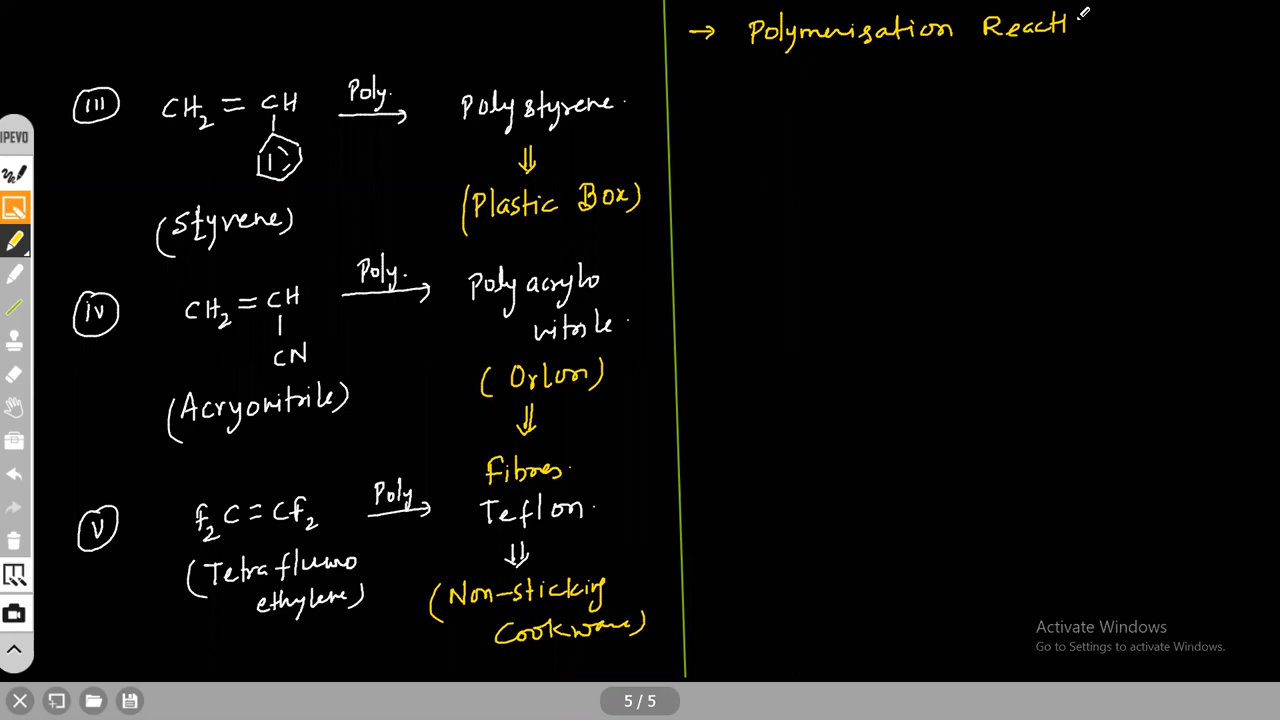 IPEVO
→ Polymerisation React
(iii) CH2 = CH Poly. → Polystyrene.
⇓
(Plastic Box)
(Styrene)
(iv) CH2 = CH Poly. → Polyacrylo
nitrile.
CN
(Orlon)
(Acryonitrile)
⇓
Fibres.
(v) F2C = CF2 Poly → Teflon.
⇓
(Tetrafluoro
ethylene)
(Non-sticking
Cookware)
Activate Windows
Go to Settings to activate Windows.
5 / 5